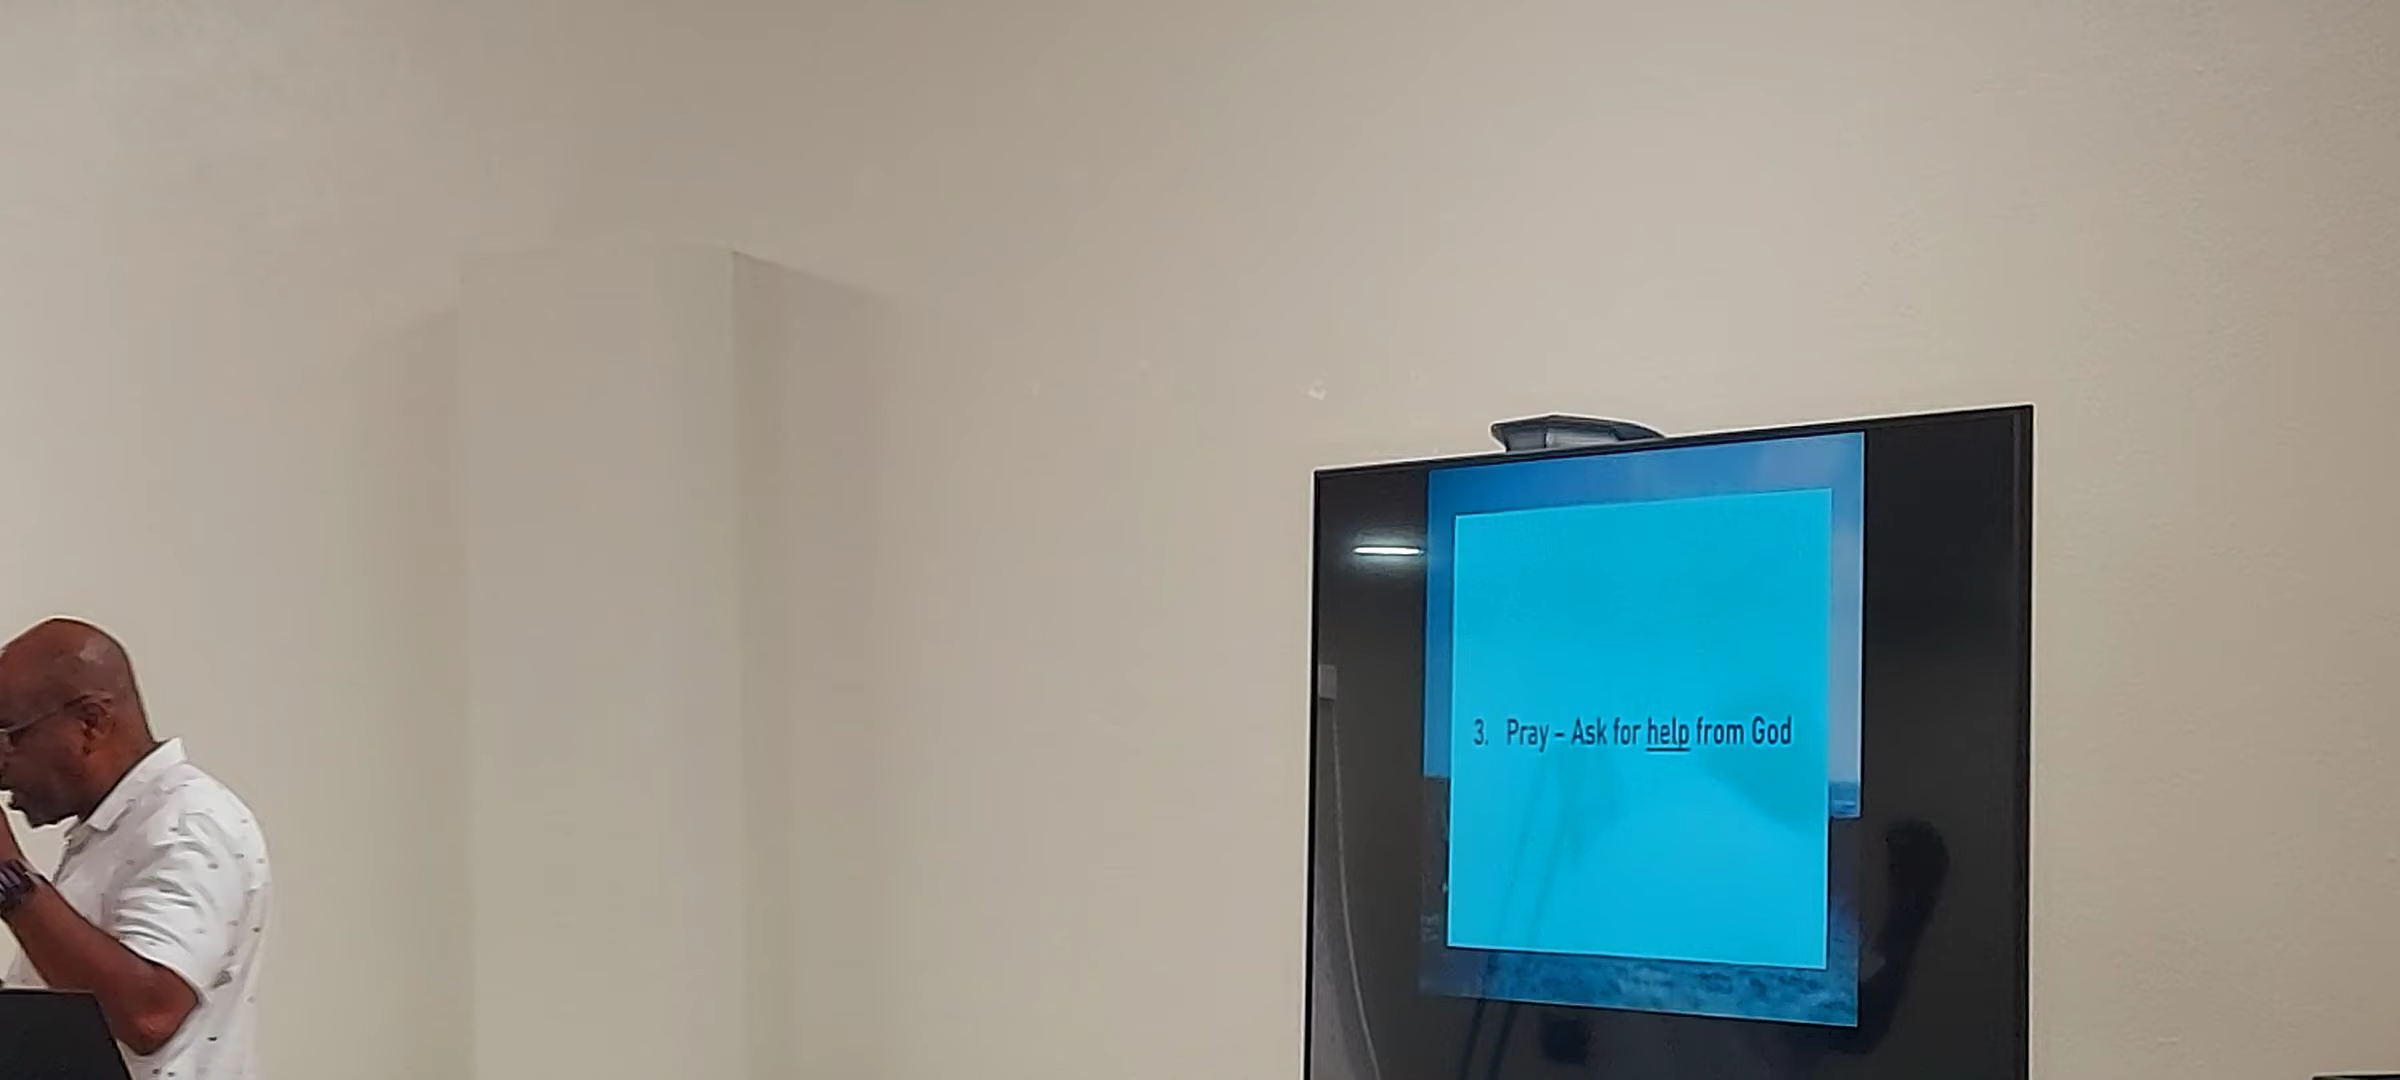 3. Pray – Ask for help from God